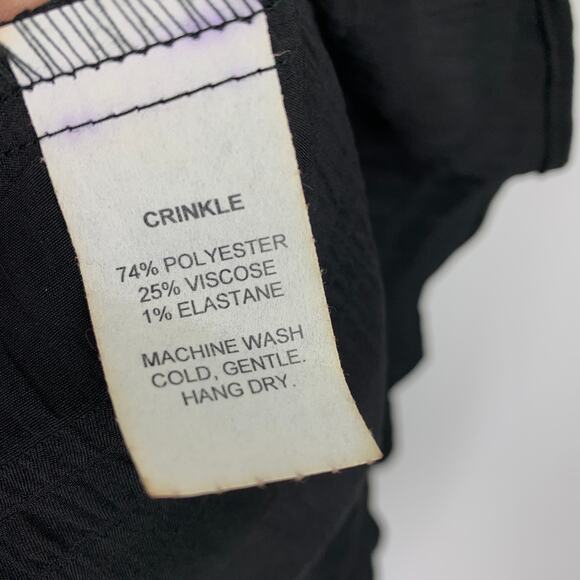 CRINKLE
74% POLYESTER
25% VISCOSE
1% ELASTANE
MACHINE WASH
COLD, GENTLE.
HANG DRY.